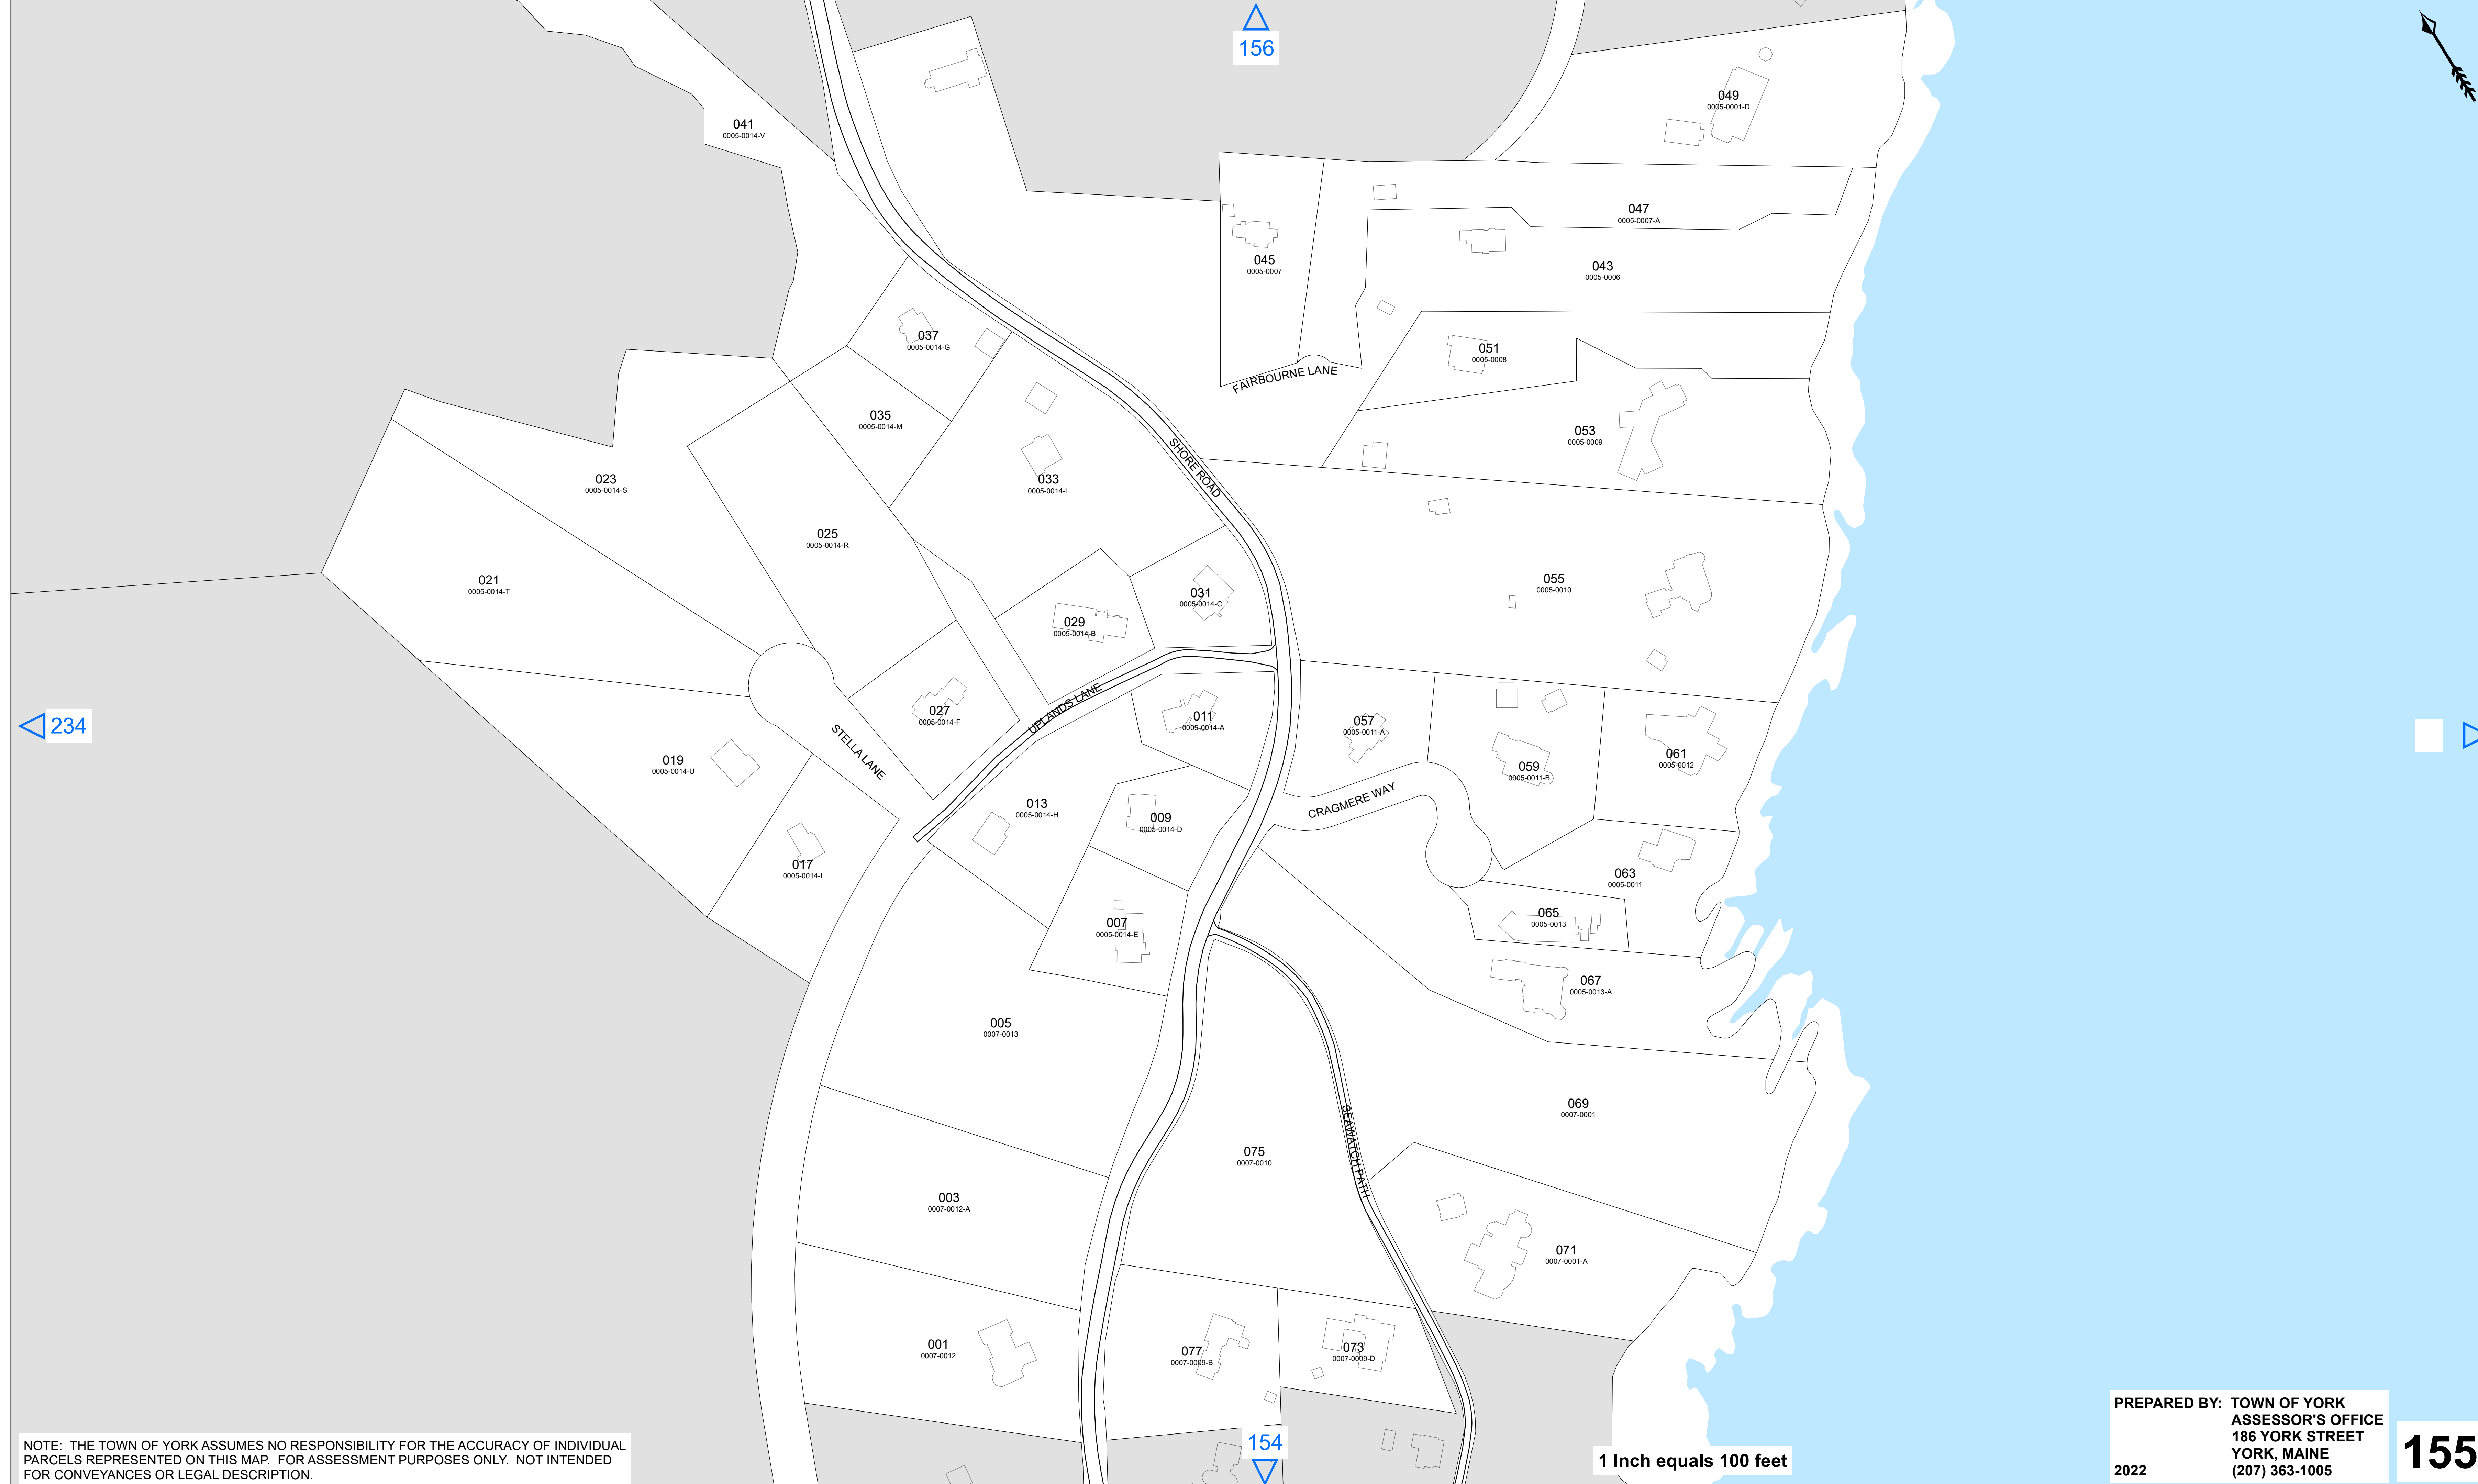 156
041
0005-0014-V
049
0005-0001-D
047
0005-0007-A
045
0005-0007
043
0005-0006
037
0005-0014-G
051
0005-0008
FAIRBOURNE LANE
035
0005-0014-M
053
0005-0009
SHORE ROAD
023
0005-0014-S
033
0005-0014-L
025
0005-0014-R
021
0005-0014-T
055
0005-0010
031
0005-0014-C
029
0005-0014-B
UPLANDS LANE
027
0005-0014-F
011
0005-0014-A
057
0005-0011-A
234
STELLA LANE
019
0005-0014-U
059
0005-0011-B
061
0005-0012
CRAGMERE WAY
013
0005-0014-H
009
0005-0014-D
017
0005-0014-I
063
0005-0011
065
0005-0013
007
0005-0014-E
067
0005-0013-A
005
0007-0013
069
0007-0001
SEAWATCH PATH
075
0007-0010
003
0007-0012-A
071
0007-0001-A
001
0007-0012
077
0007-0009-B
073
0007-0009-D
154
NOTE: THE TOWN OF YORK ASSUMES NO RESPONSIBILITY FOR THE ACCURACY OF INDIVIDUAL
PARCELS REPRESENTED ON THIS MAP. FOR ASSESSMENT PURPOSES ONLY. NOT INTENDED
FOR CONVEYANCES OR LEGAL DESCRIPTION.
1 Inch equals 100 feet
PREPARED BY: TOWN OF YORK
ASSESSOR'S OFFICE
186 YORK STREET
YORK, MAINE
2022 (207) 363-1005
155